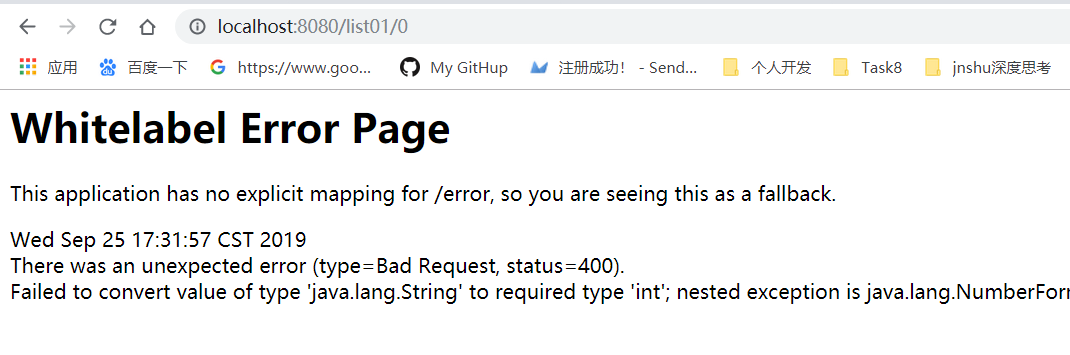 localhost:8080/list01/0
应用 百度一下 https://www.goo... My GitHup 注册成功！ - Send... 个人开发 Task8 jnshu深度思考
Whitelabel Error Page
This application has no explicit mapping for /error, so you are seeing this as a fallback.
Wed Sep 25 17:31:57 CST 2019
There was an unexpected error (type=Bad Request, status=400).
Failed to convert value of type 'java.lang.String' to required type 'int'; nested exception is java.lang.NumberForm